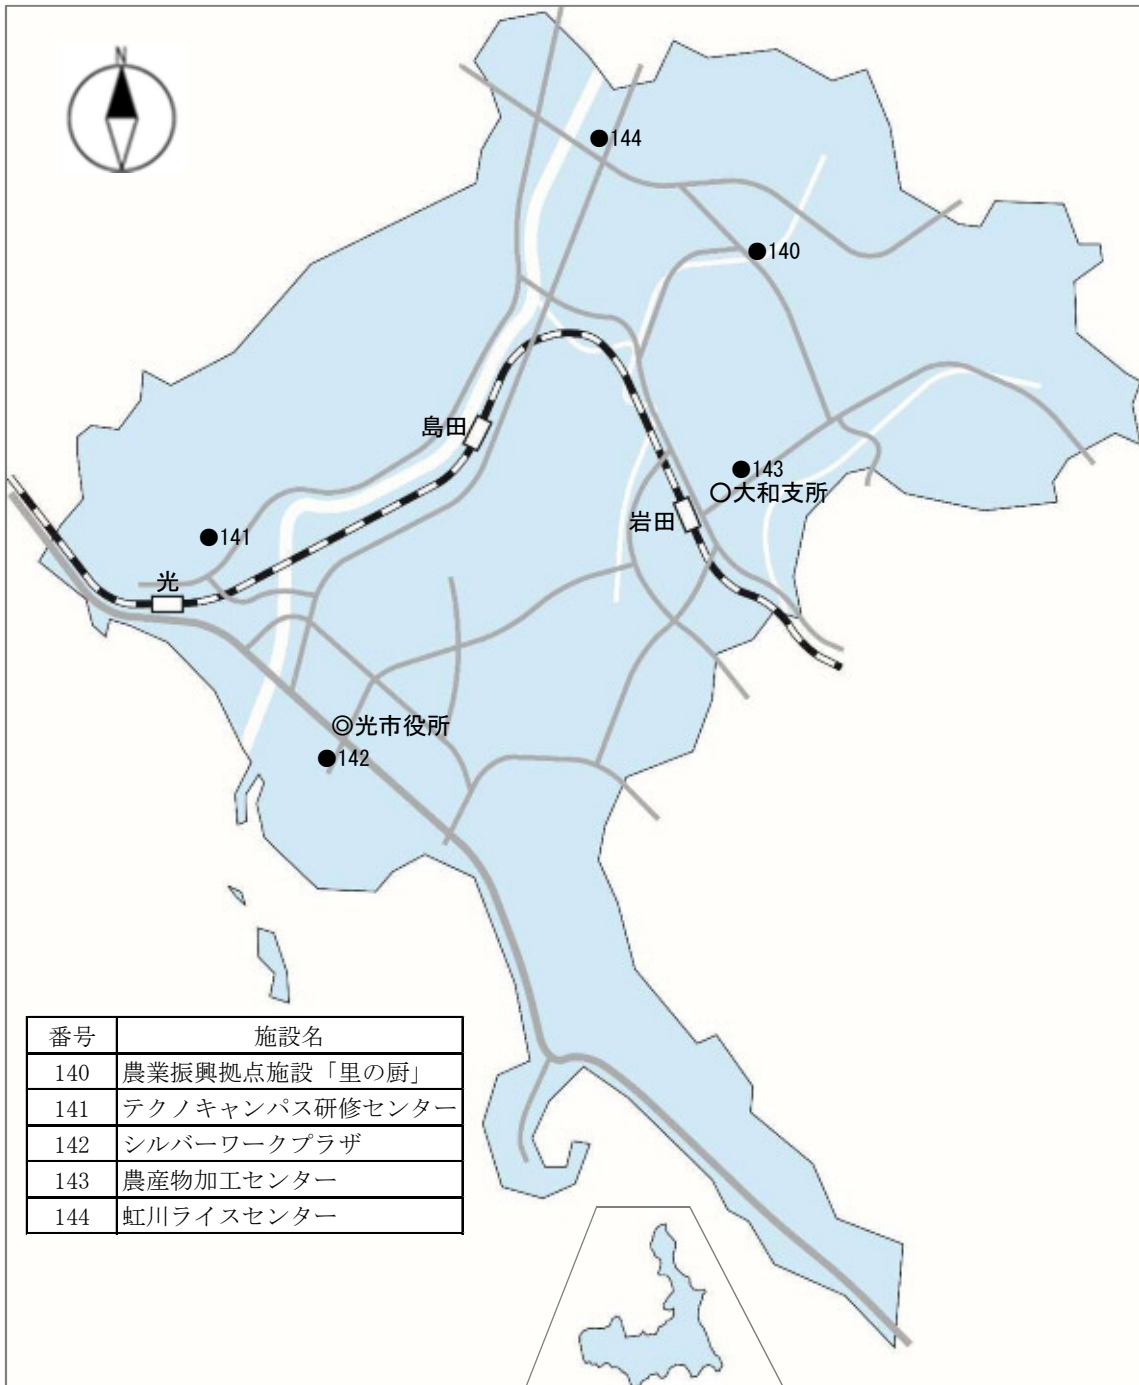 N
●144
●140
島田
●143
○大和支所
岩田
●141
光
◎光市役所
●142
番号 施設名
140 農業振興拠点施設「里の厨」
141 テクノキャンパス研修センター
142 シルバーワークプラザ
143 農産物加工センター
144 虹川ライスセンター